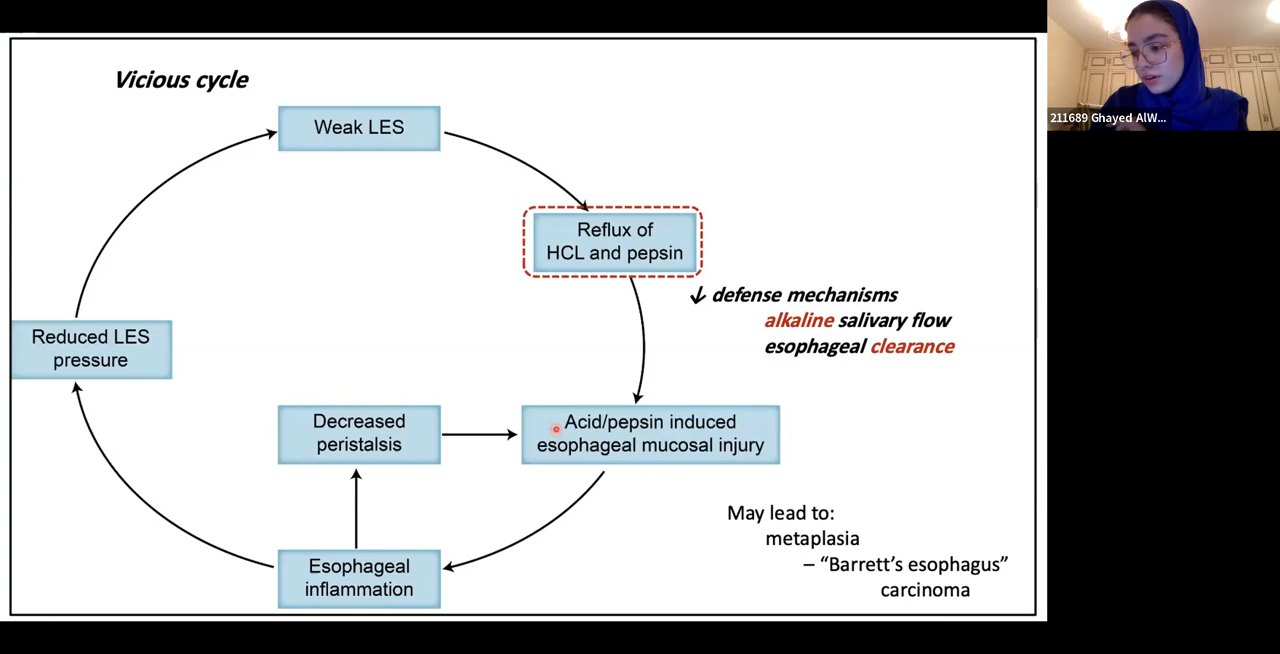 Vicious cycle
Weak LES
Reflux of
HCL and pepsin
↓ defense mechanisms
alkaline salivary flow
esophageal clearance
Reduced LES
pressure
Decreased
peristalsis
Acid/pepsin induced
esophageal mucosal injury
Esophageal
inflammation
May lead to:
metaplasia
– “Barrett’s esophagus”
carcinoma
211689 Ghayed AlW...